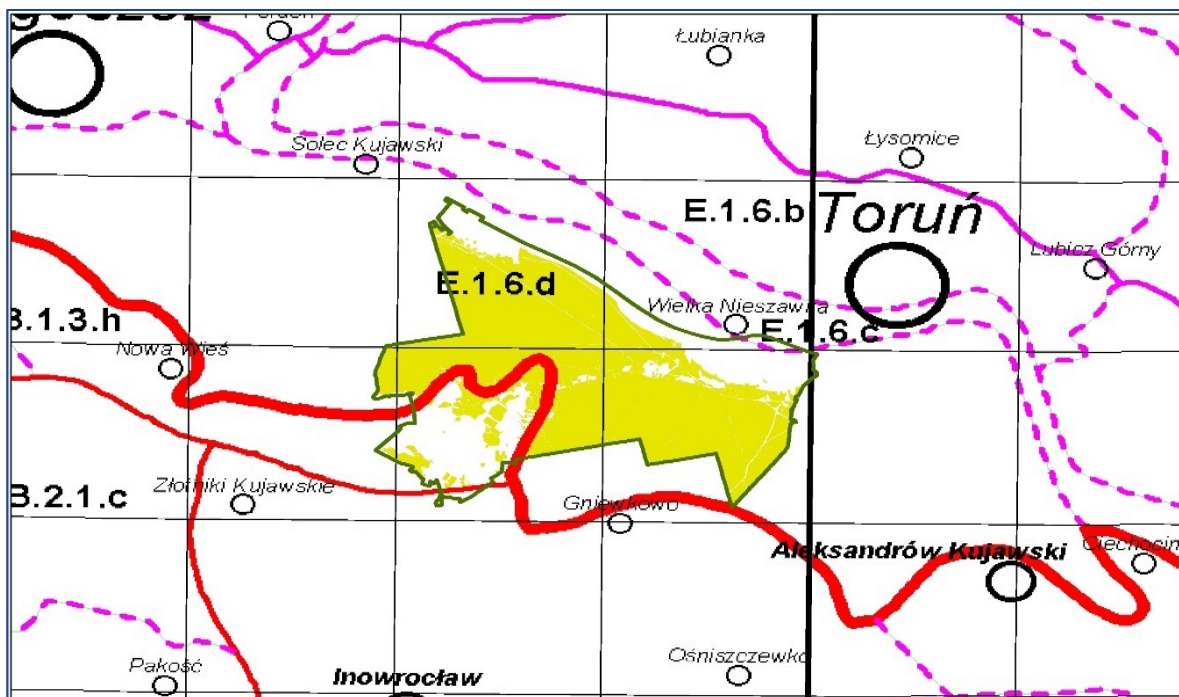 Łubianka
Łysomice
Solec Kujawski
E.1.6.b
Toruń
Lubicz Górny
E.1.6.d
Wielka Nieszawka
E.1.6.c
B.1.3.h
Nowa Wieś
Złotniki Kujawskie
B.2.1.c
Gniewkowo
Aleksandrów Kujawski
Ciechocin
Pakość
Inowrocław
Ośniszczewko